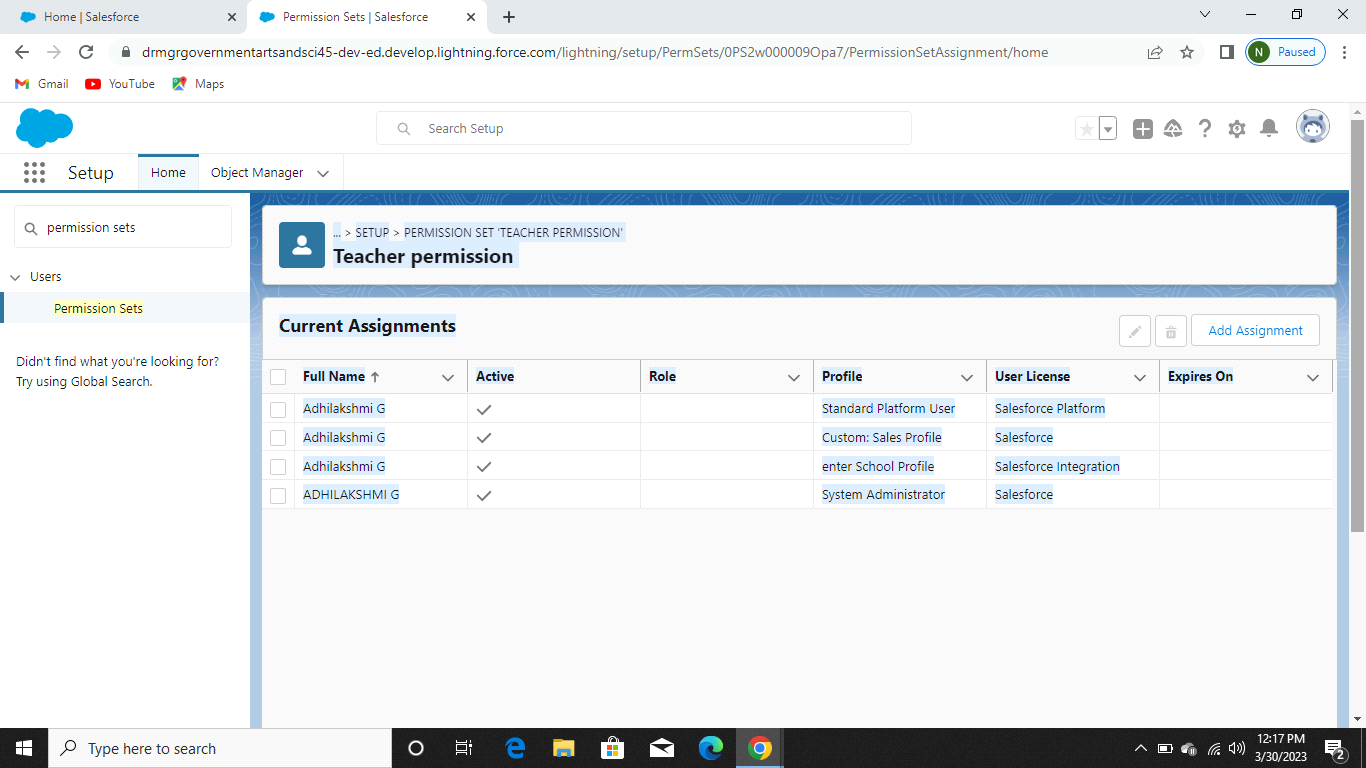 Home | Salesforce
Permission Sets | Salesforce
drmgrgovernmentartsandsci45-dev-ed.develop.lightning.force.com/lightning/setup/PermSets/0PS2w000009Opa7/PermissionSetAssignment/home
N Paused
Gmail YouTube Maps
Search Setup
Setup Home Object Manager
permission sets
Users
Permission Sets
Didn't find what you're looking for?
Try using Global Search.
... > SETUP > PERMISSION SET 'TEACHER PERMISSION'
Teacher permission
Current Assignments
Add Assignment
Full Name Active Role Profile User License Expires On
Adhilakshmi G Standard Platform User Salesforce Platform
Adhilakshmi G Custom: Sales Profile Salesforce
Adhilakshmi G enter School Profile Salesforce Integration
ADHILAKSHMI G System Administrator Salesforce
Type here to search
12:17 PM
3/30/2023
2